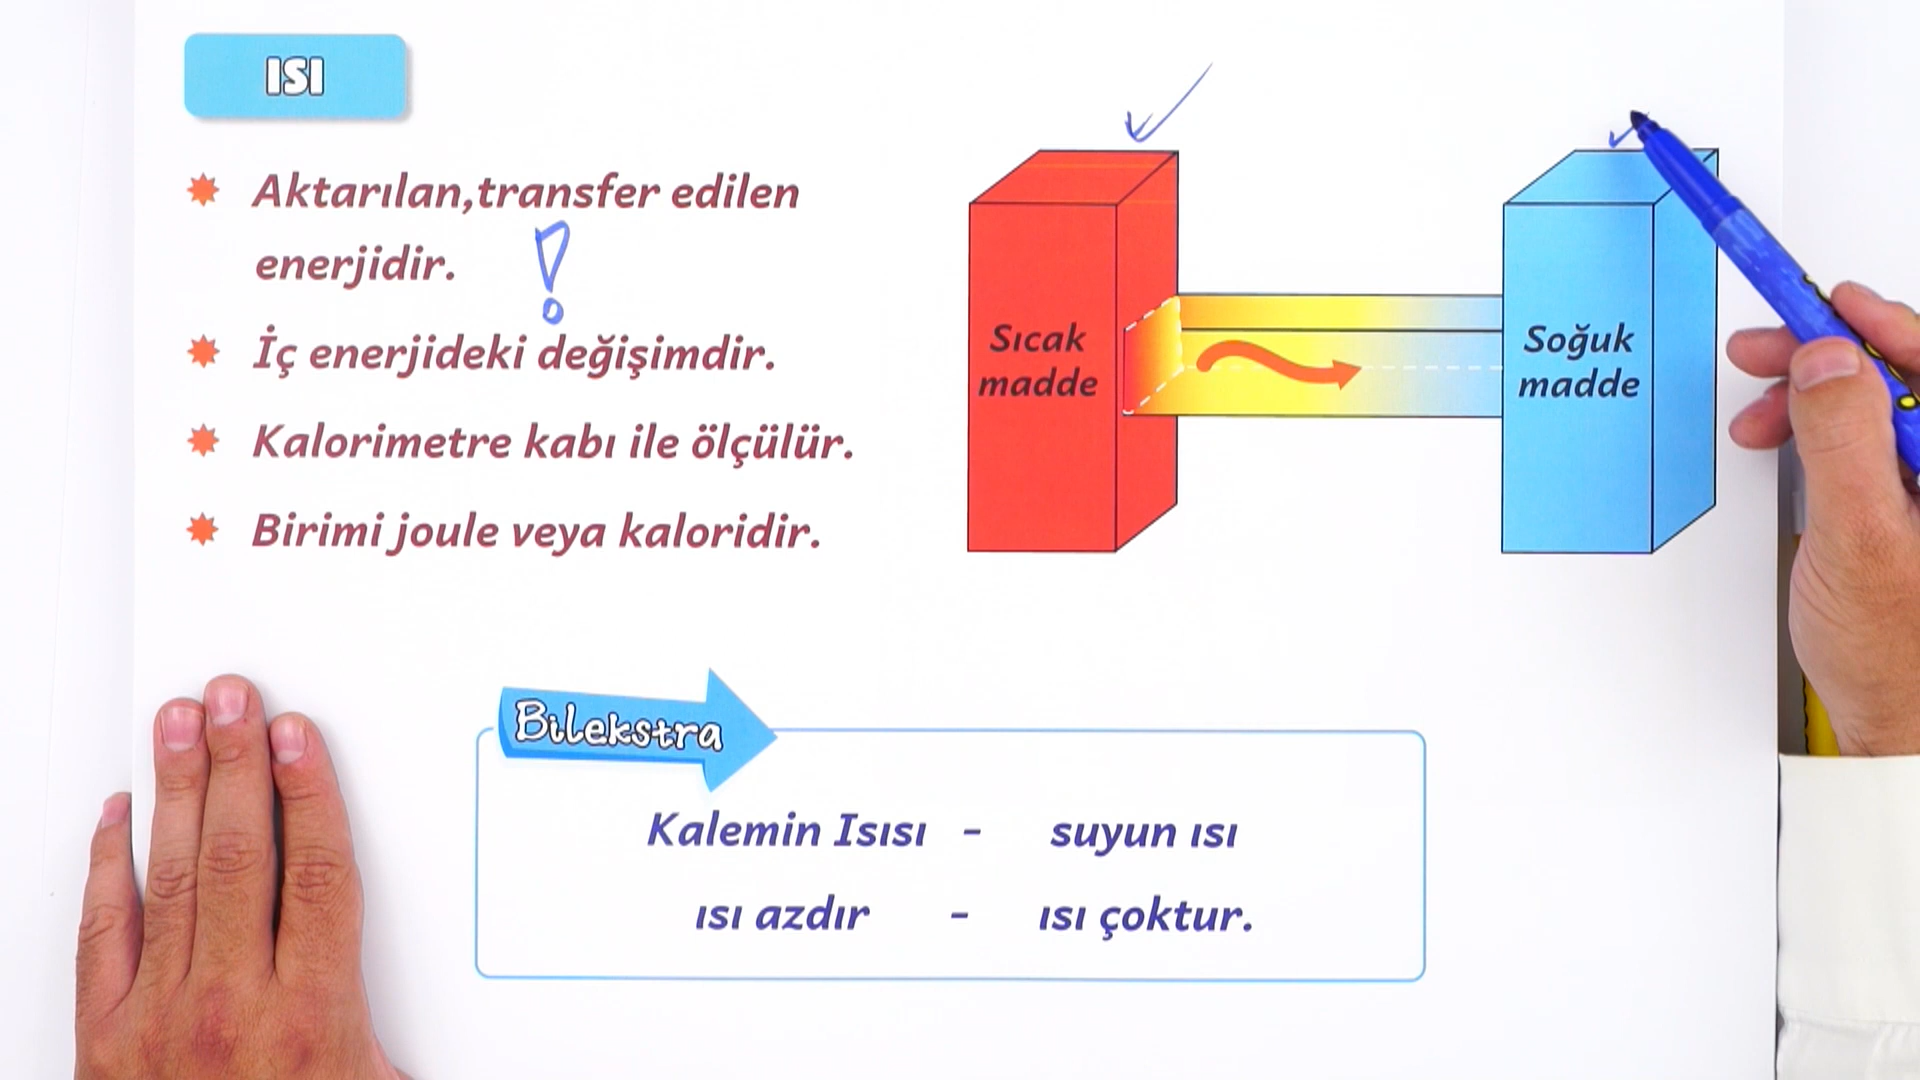 ISI
Aktarılan,transfer edilen
enerjidir.
!
İç enerjideki değişimdir.
Kalorimetre kabı ile ölçülür.
Birimi joule veya kaloridir.
Sıcak
madde
Soğuk
madde
Bilekstra
Kalemin Isısı - suyun ısı
ısı azdır - ısı çoktur.